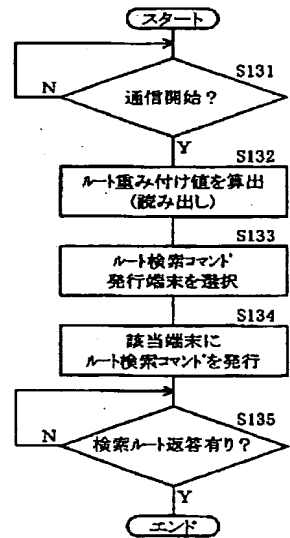 スタート
S131
通信開始?
N
Y
S132
ルート重み付け値を算出
(読み出し)
S133
ルート検索コマンド
発行端末を選択
S134
該当端末に
ルート検索コマンドを発行
S135
検索ルート返答有り?
N
Y
エンド